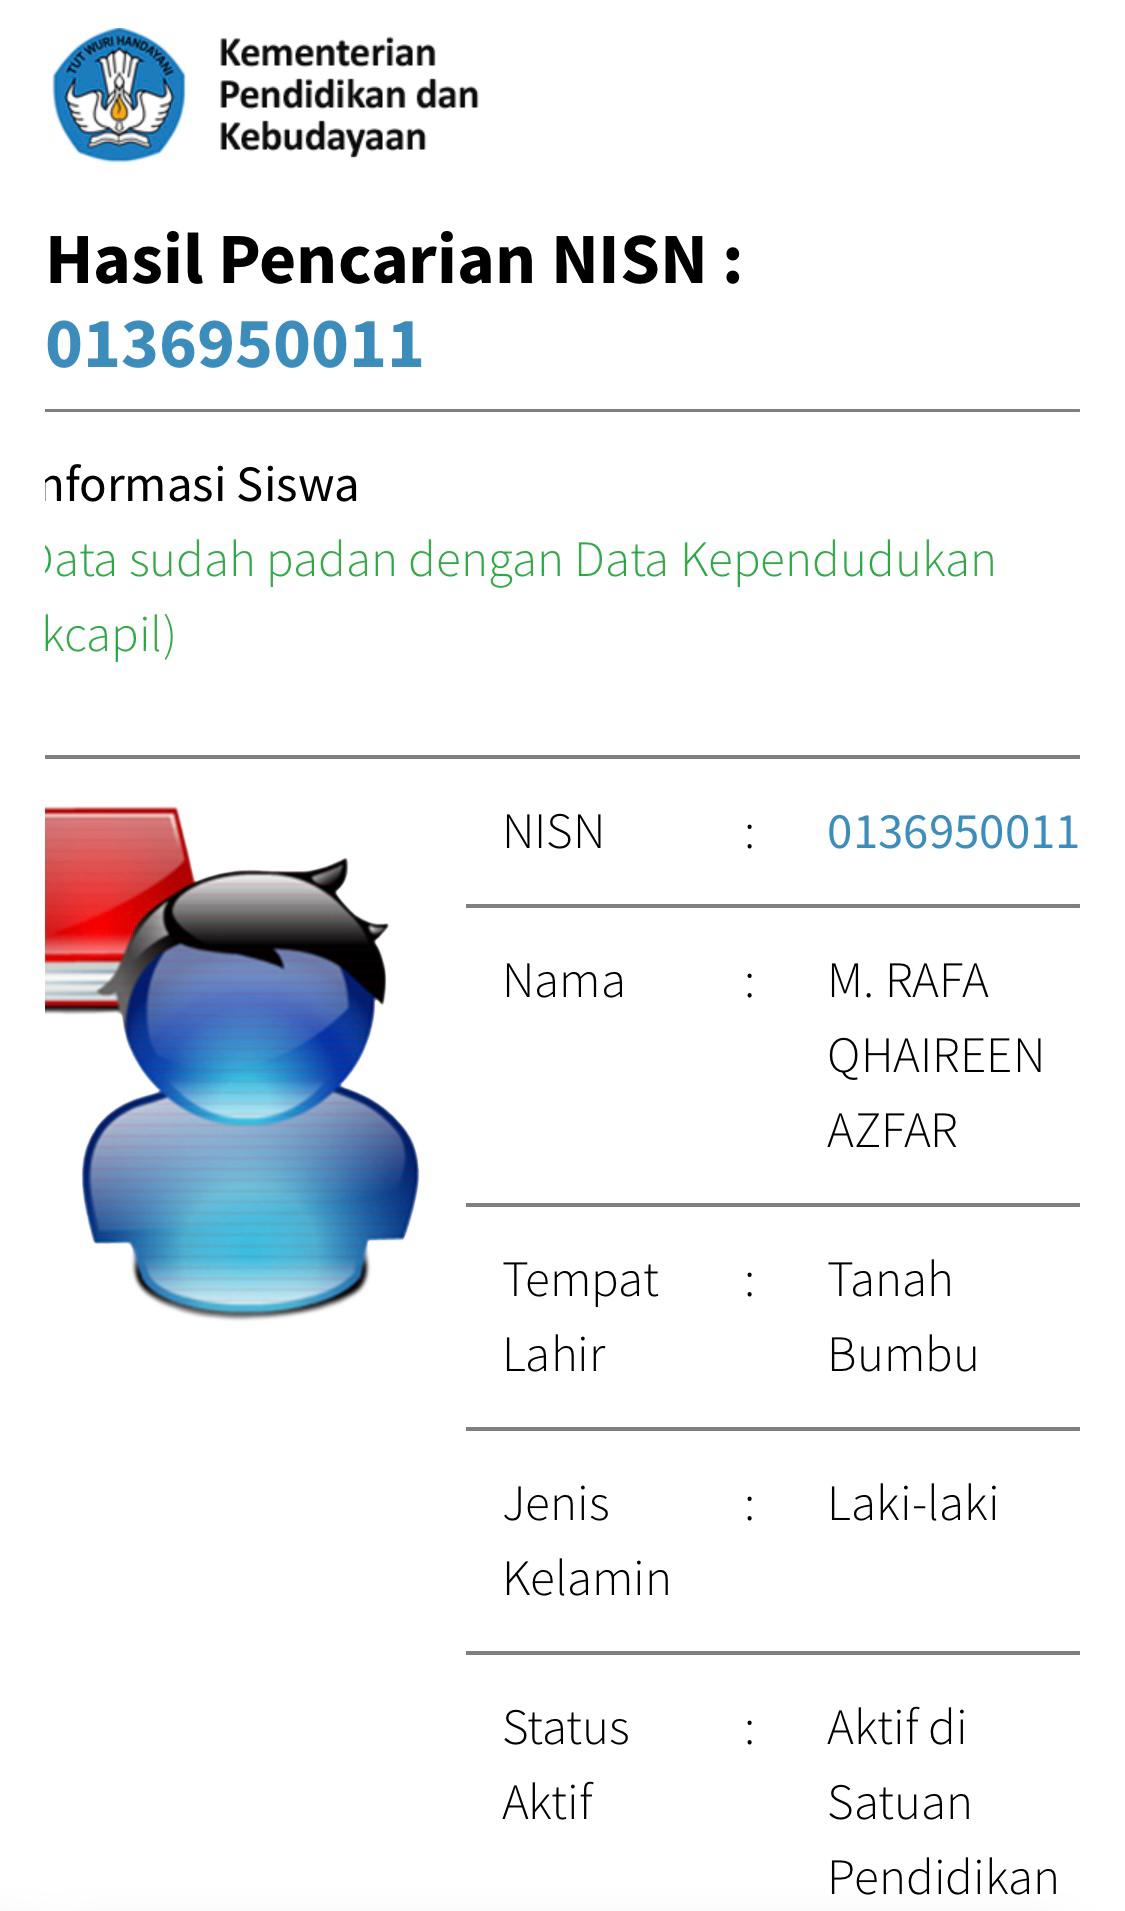 TUT WURI HANDAYANI
Kementerian
Pendidikan dan
Kebudayaan
Hasil Pencarian NISN :
0136950011
nformasi Siswa
ata sudah padan dengan Data Kependudukan
kcapil)
NISN : 0136950011
Nama : M. RAFA
QHAIREEN
AZFAR
Tempat : Tanah
Lahir Bumbu
Jenis : Laki-laki
Kelamin
Status : Aktif di
Aktif Satuan
Pendidikan